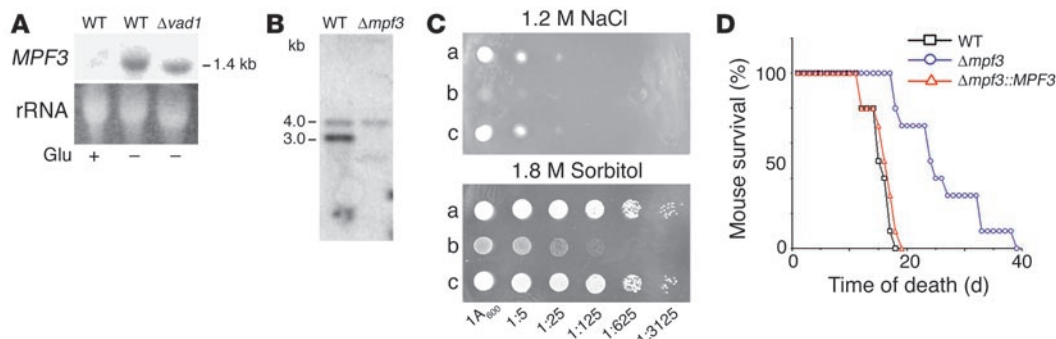 A
WT WT Δvad1
MPF3
–1.4 kb
rRNA
Glu + – –
B
WT Δmpf3
kb
4.0–
3.0–
C
1.2 M NaCl
a
b
c
1.8 M Sorbitol
a
b
c
1A600 1:5 1:25 1:125 1:625 1:3125
D
WT
Δmpf3
Δmpf3::MPF3
Mouse survival (%)
100
50
0
0 20 40
Time of death (d)